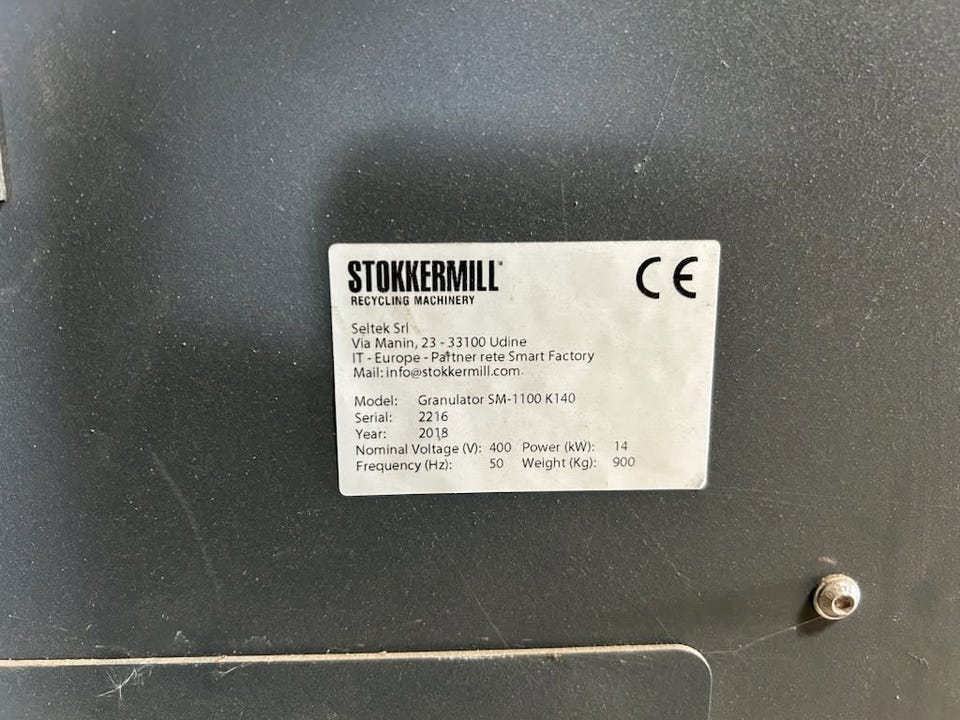 STOKKERMILL
RECYCLING MACHINERY
CE
Seltek Srl
Via Manin, 23 - 33100 Udine
IT - Europe - Partner rete Smart Factory
Mail: info@stokkermill.com
Model: Granulator SM-1100 K140
Serial: 2216
Year: 2018
Nominal Voltage (V): 400 Power (kW): 14
Frequency (Hz): 50 Weight (Kg): 900